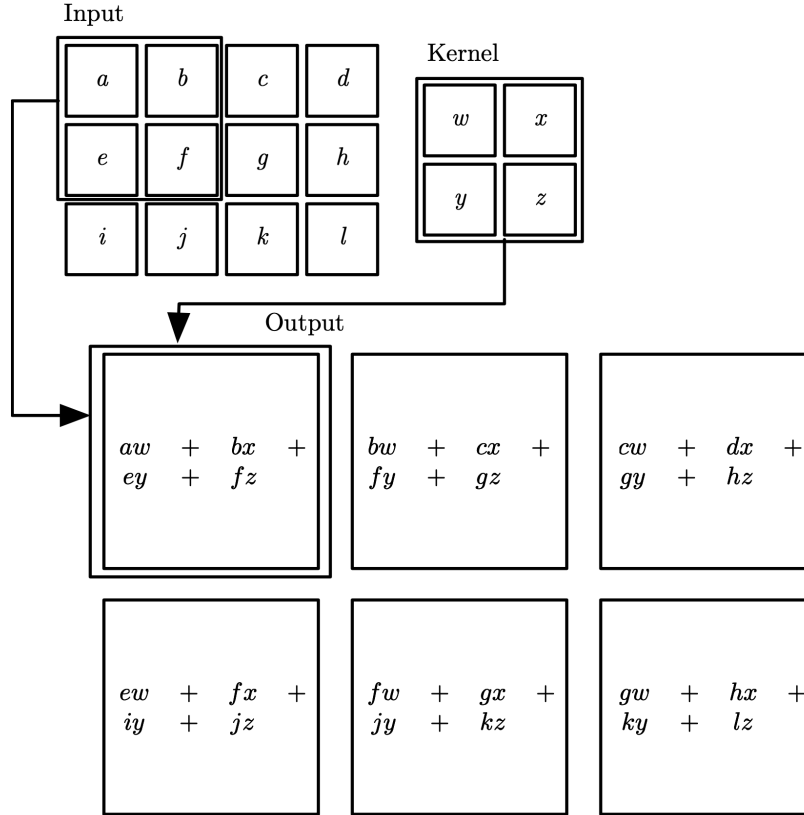 Input
Kernel
a b c d
w x
e f g h
y z
i j k l
Output
aw + bx +
ey + fz
bw + cx +
fy + gz
cw + dx +
gy + hz
ew + fx +
iy + jz
fw + gx +
jy + kz
gw + hx +
ky + lz